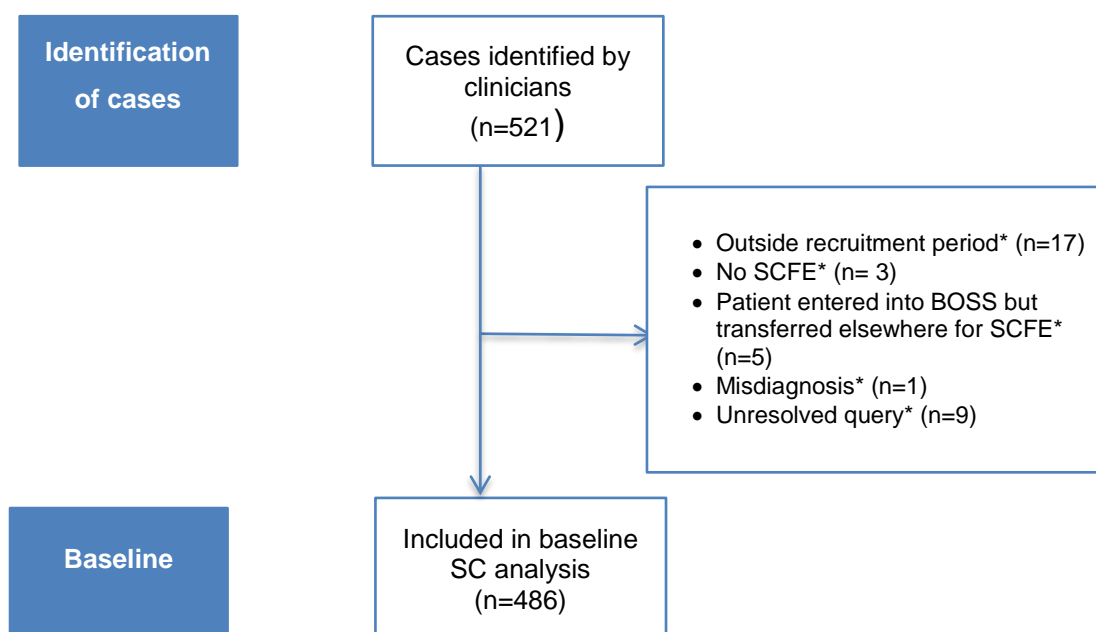 Identification
of cases
Cases identified by
clinicians
(n=521)
• Outside recruitment period* (n=17)
• No SCFE* (n= 3)
• Patient entered into BOSS but
transferred elsewhere for SCFE*
(n=5)
• Misdiagnosis* (n=1)
• Unresolved query* (n=9)
Baseline
Included in baseline
SC analysis
(n=486)